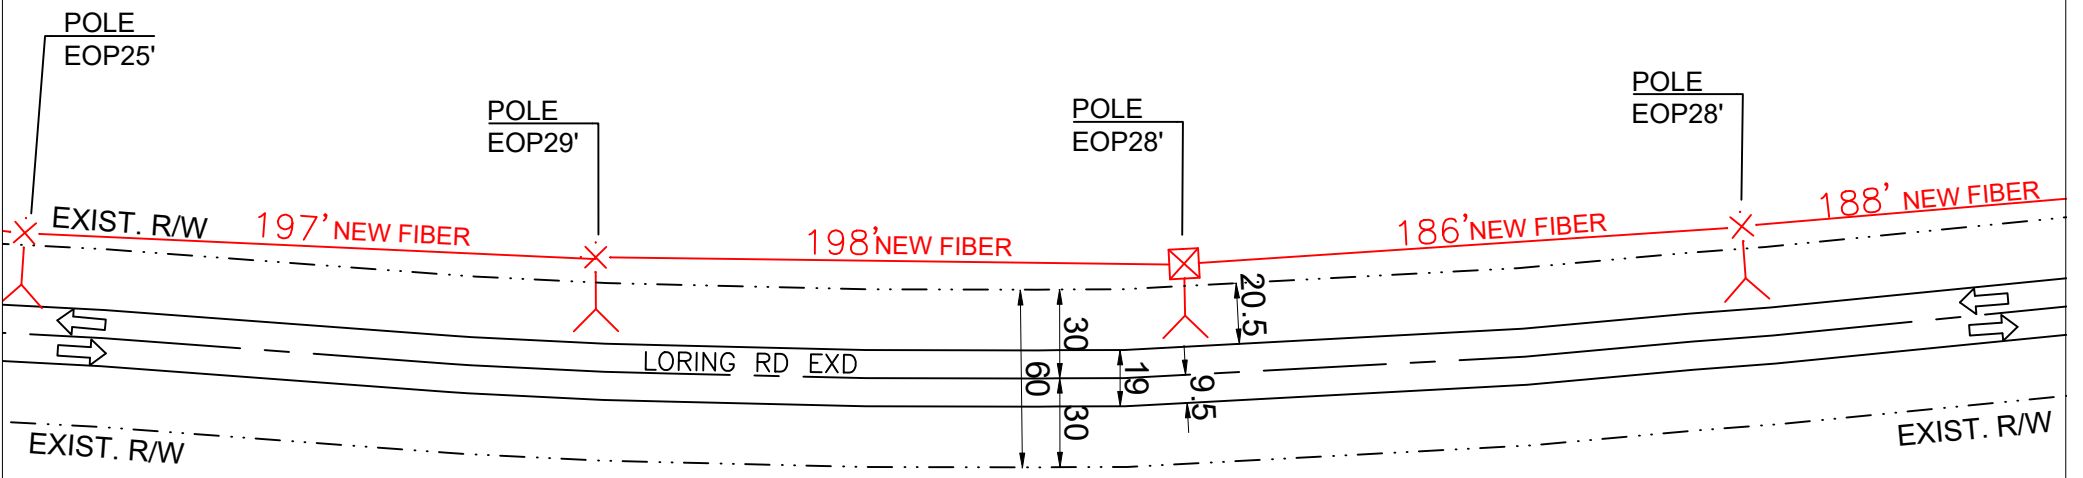 POLE
EOP25'
POLE
EOP29'
POLE
EOP28'
POLE
EOP28'
EXIST. R/W
197' NEW FIBER
198' NEW FIBER
186' NEW FIBER
188' NEW FIBER
20.5
30
LORING RD EXD
60
19
9.5
30
EXIST. R/W
EXIST. R/W